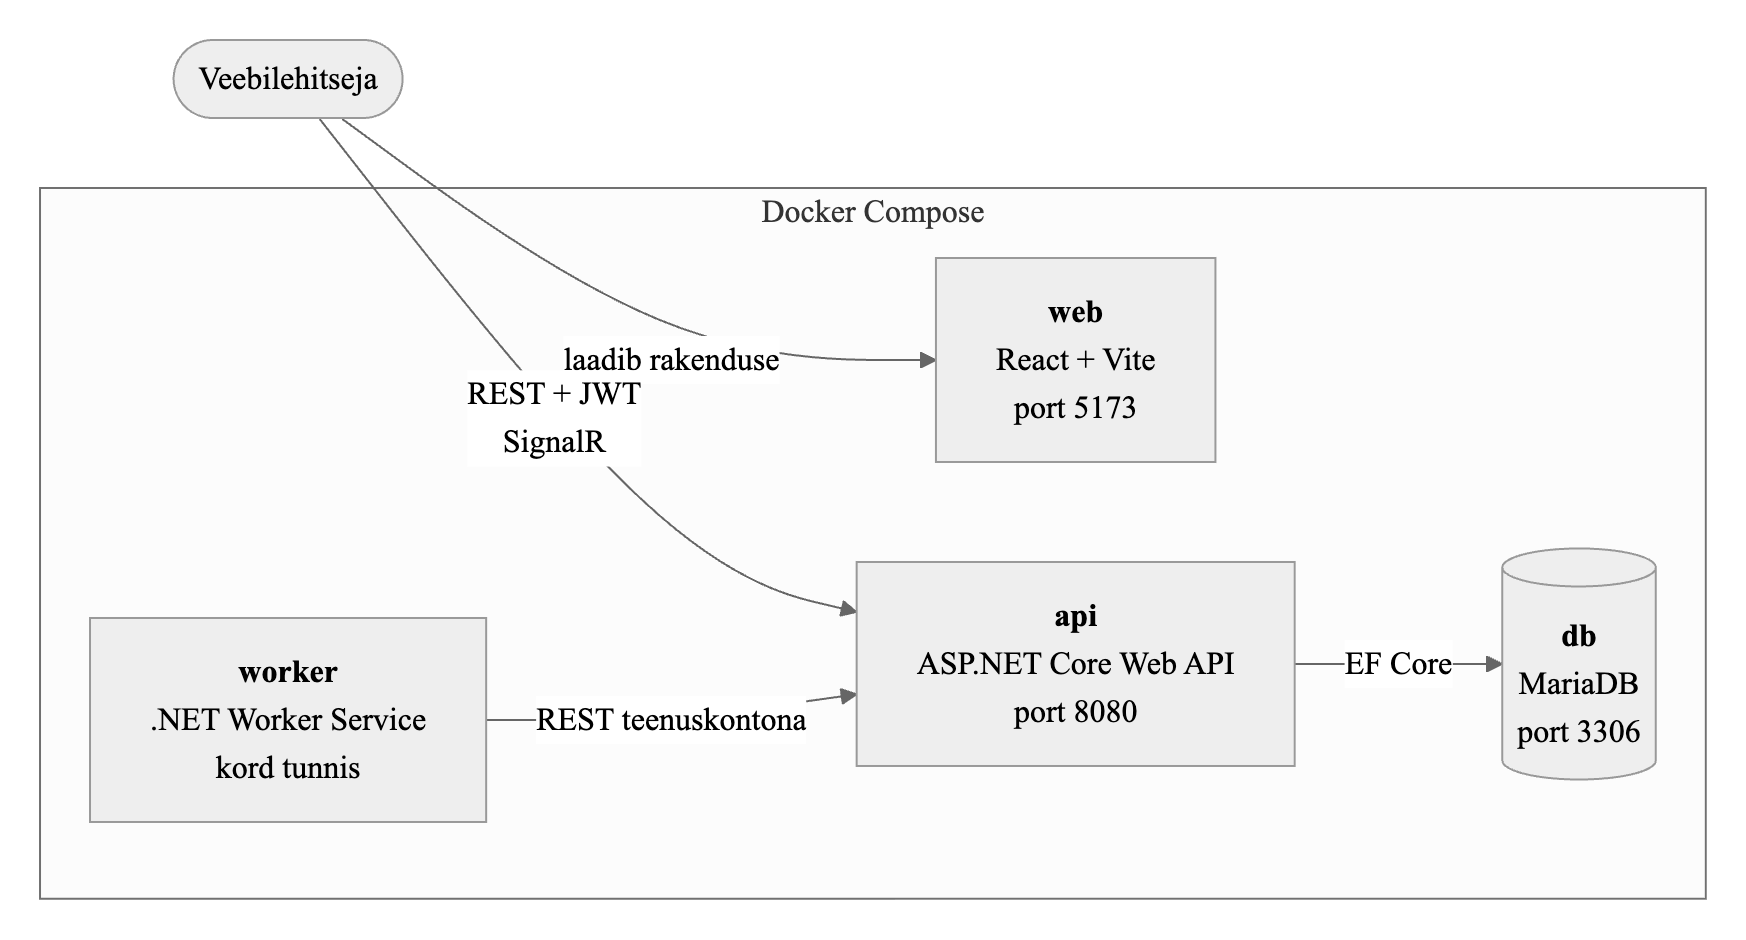 Veebilehitseja
Docker Compose
web
React + Vite
port 5173
laadib rakenduse
REST + JWT
SignalR
api
ASP.NET Core Web API
port 8080
EF Core
db
MariaDB
port 3306
worker
.NET Worker Service
kord tunnis
REST teenuskontona